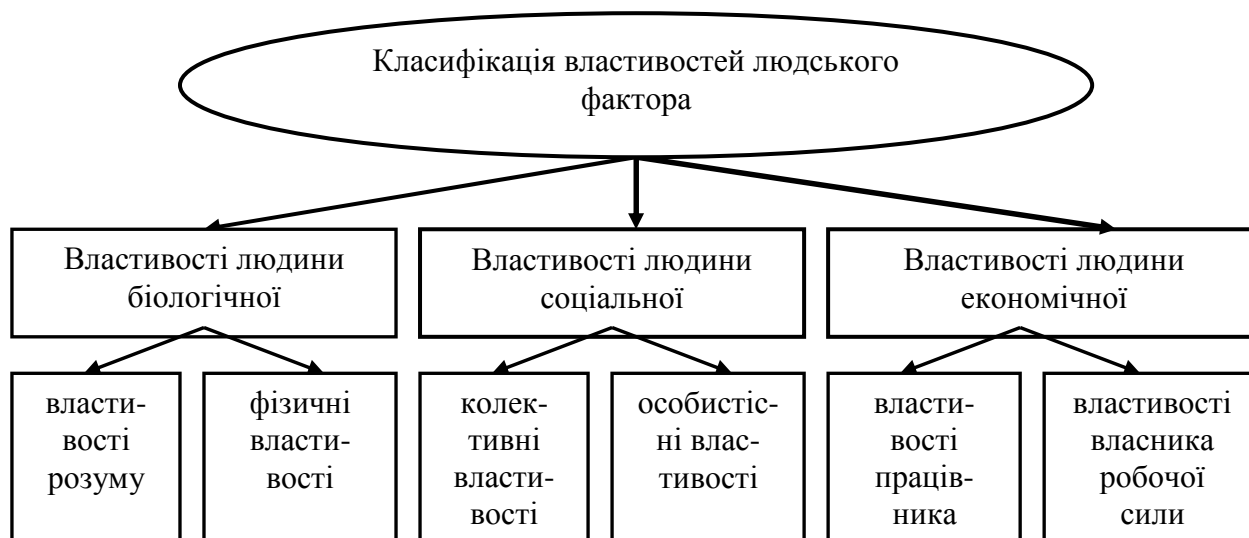 Класифікація властивостей людського
фактора
Властивості людини
біологічної
Властивості людини
соціальної
Властивості людини
економічної
власти-
вості
розуму
фізичні
власти-
вості
колек-
тивні
власти-
вості
особистіс-
ні влас-
тивості
власти-
вості
праців-
ника
властивості
власника
робочої
сили